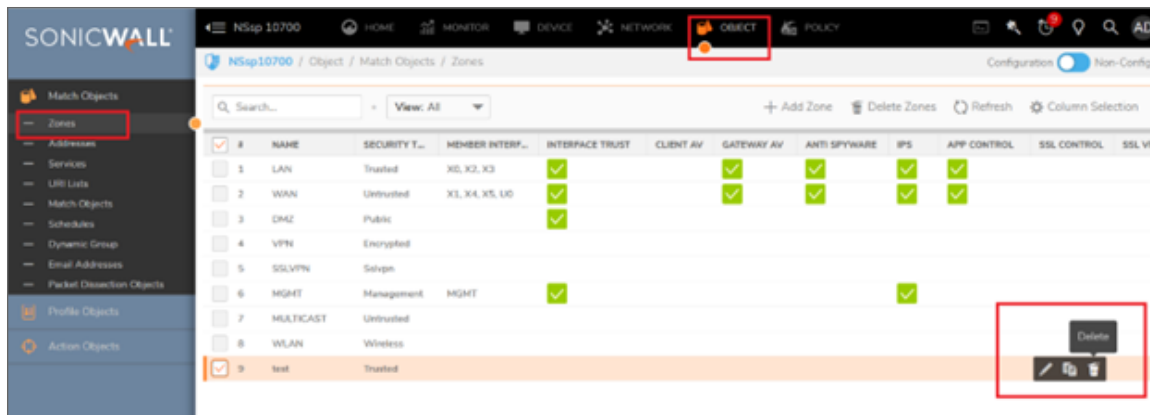 SONICWALL
NSsp 10700 HOME MONITOR DEVICE NETWORK OBJECT POLICY 9 AD
NSsp10700 / Object / Match Objects / Zones Configuration Non-Config
Match Objects
Zones
Addresses
Services
URI Lists
Match Objects
Schedules
Dynamic Group
Email Addresses
Packet Dissection Objects
Profile Objects
Action Objects
Search... View: All + Add Zone Delete Zones Refresh Column Selection
# NAME SECURITY T... MEMBER INTERF... INTERFACE TRUST CLIENT AV GATEWAY AV ANTI SPYWARE IPS APP CONTROL SSL CONTROL SSL V
1 LAN Trusted X0, X2, X3
2 WAN Untrusted X1, X4, X5, U0
3 DMZ Public
4 VPN Encrypted
5 SSLVPN Sslvpn
6 MGMT Management MGMT
7 MULTICAST Untrusted
8 WLAN Wireless
Delete
9 test Trusted